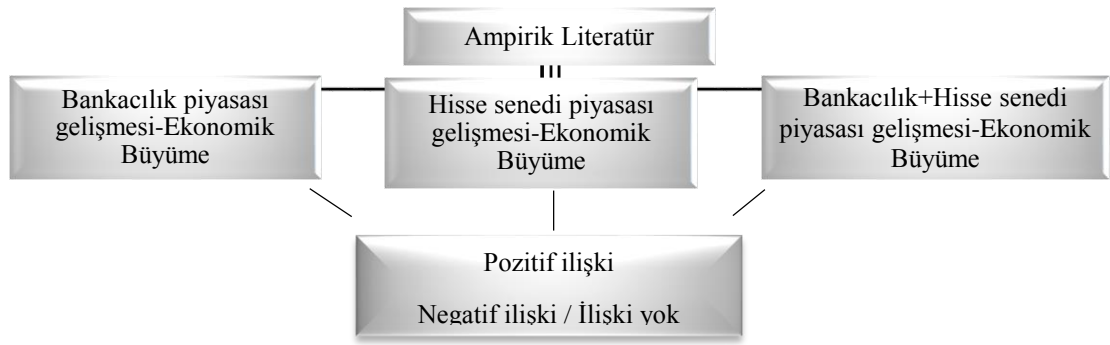 Ampirik Literatür
Bankacılık piyasası
gelişmesi-Ekonomik
Büyüme
Hisse senedi piyasası
gelişmesi-Ekonomik
Büyüme
Bankacılık+Hisse senedi
piyasası gelişmesi-Ekonomik
Büyüme
Pozitif ilişki
Negatif ilişki / İlişki yok